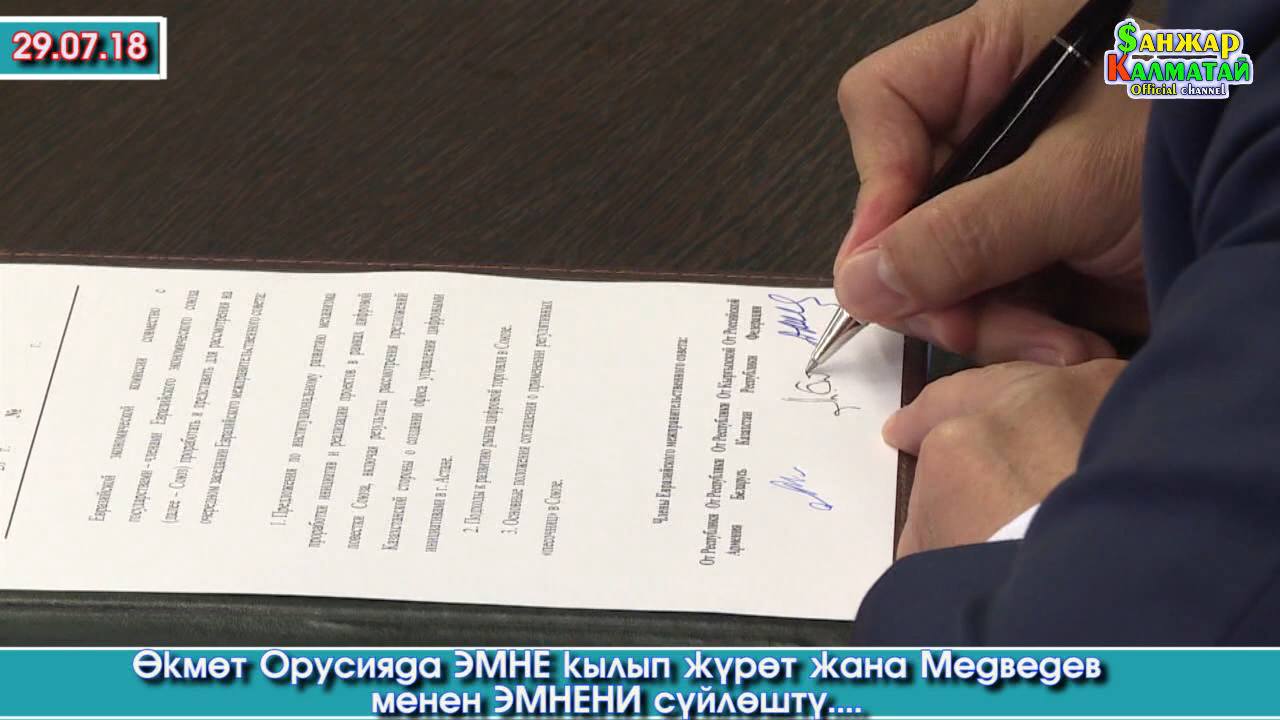 29.07.18
$АНЖАР
КАЛМАТАЙ
Official channel
г.
№
г.
Евразийской экономической комиссии совместно с
государствами – членами Евразийского экономического союза
(далее – Союз) проработать и представить для рассмотрения на
очередном заседании Евразийского межправительственного совета:
1. Предложения по институциональному развитию механизма
проработки инициатив и реализации проектов в рамках цифровой
повестки Союза, включая результаты рассмотрения предложений
Казахстанской стороны о создании офиса управления цифровыми
инициативами в г. Астане.
2. Подходы к развитию рынка цифровой торговли в Союзе.
3. Основные положения соглашения о применении регулятивных
«песочниц» в Союзе.
Члены Евразийского межправительственного совета:
От Республики От Республики От Республики От Кыргызской От Российской
Армения Беларусь Казахстан Республики Федерации
Өкмөт Орусияда ЭМНЕ кылып жүрөт жана Медведев
менен ЭМНЕНИ сүйлөштү....